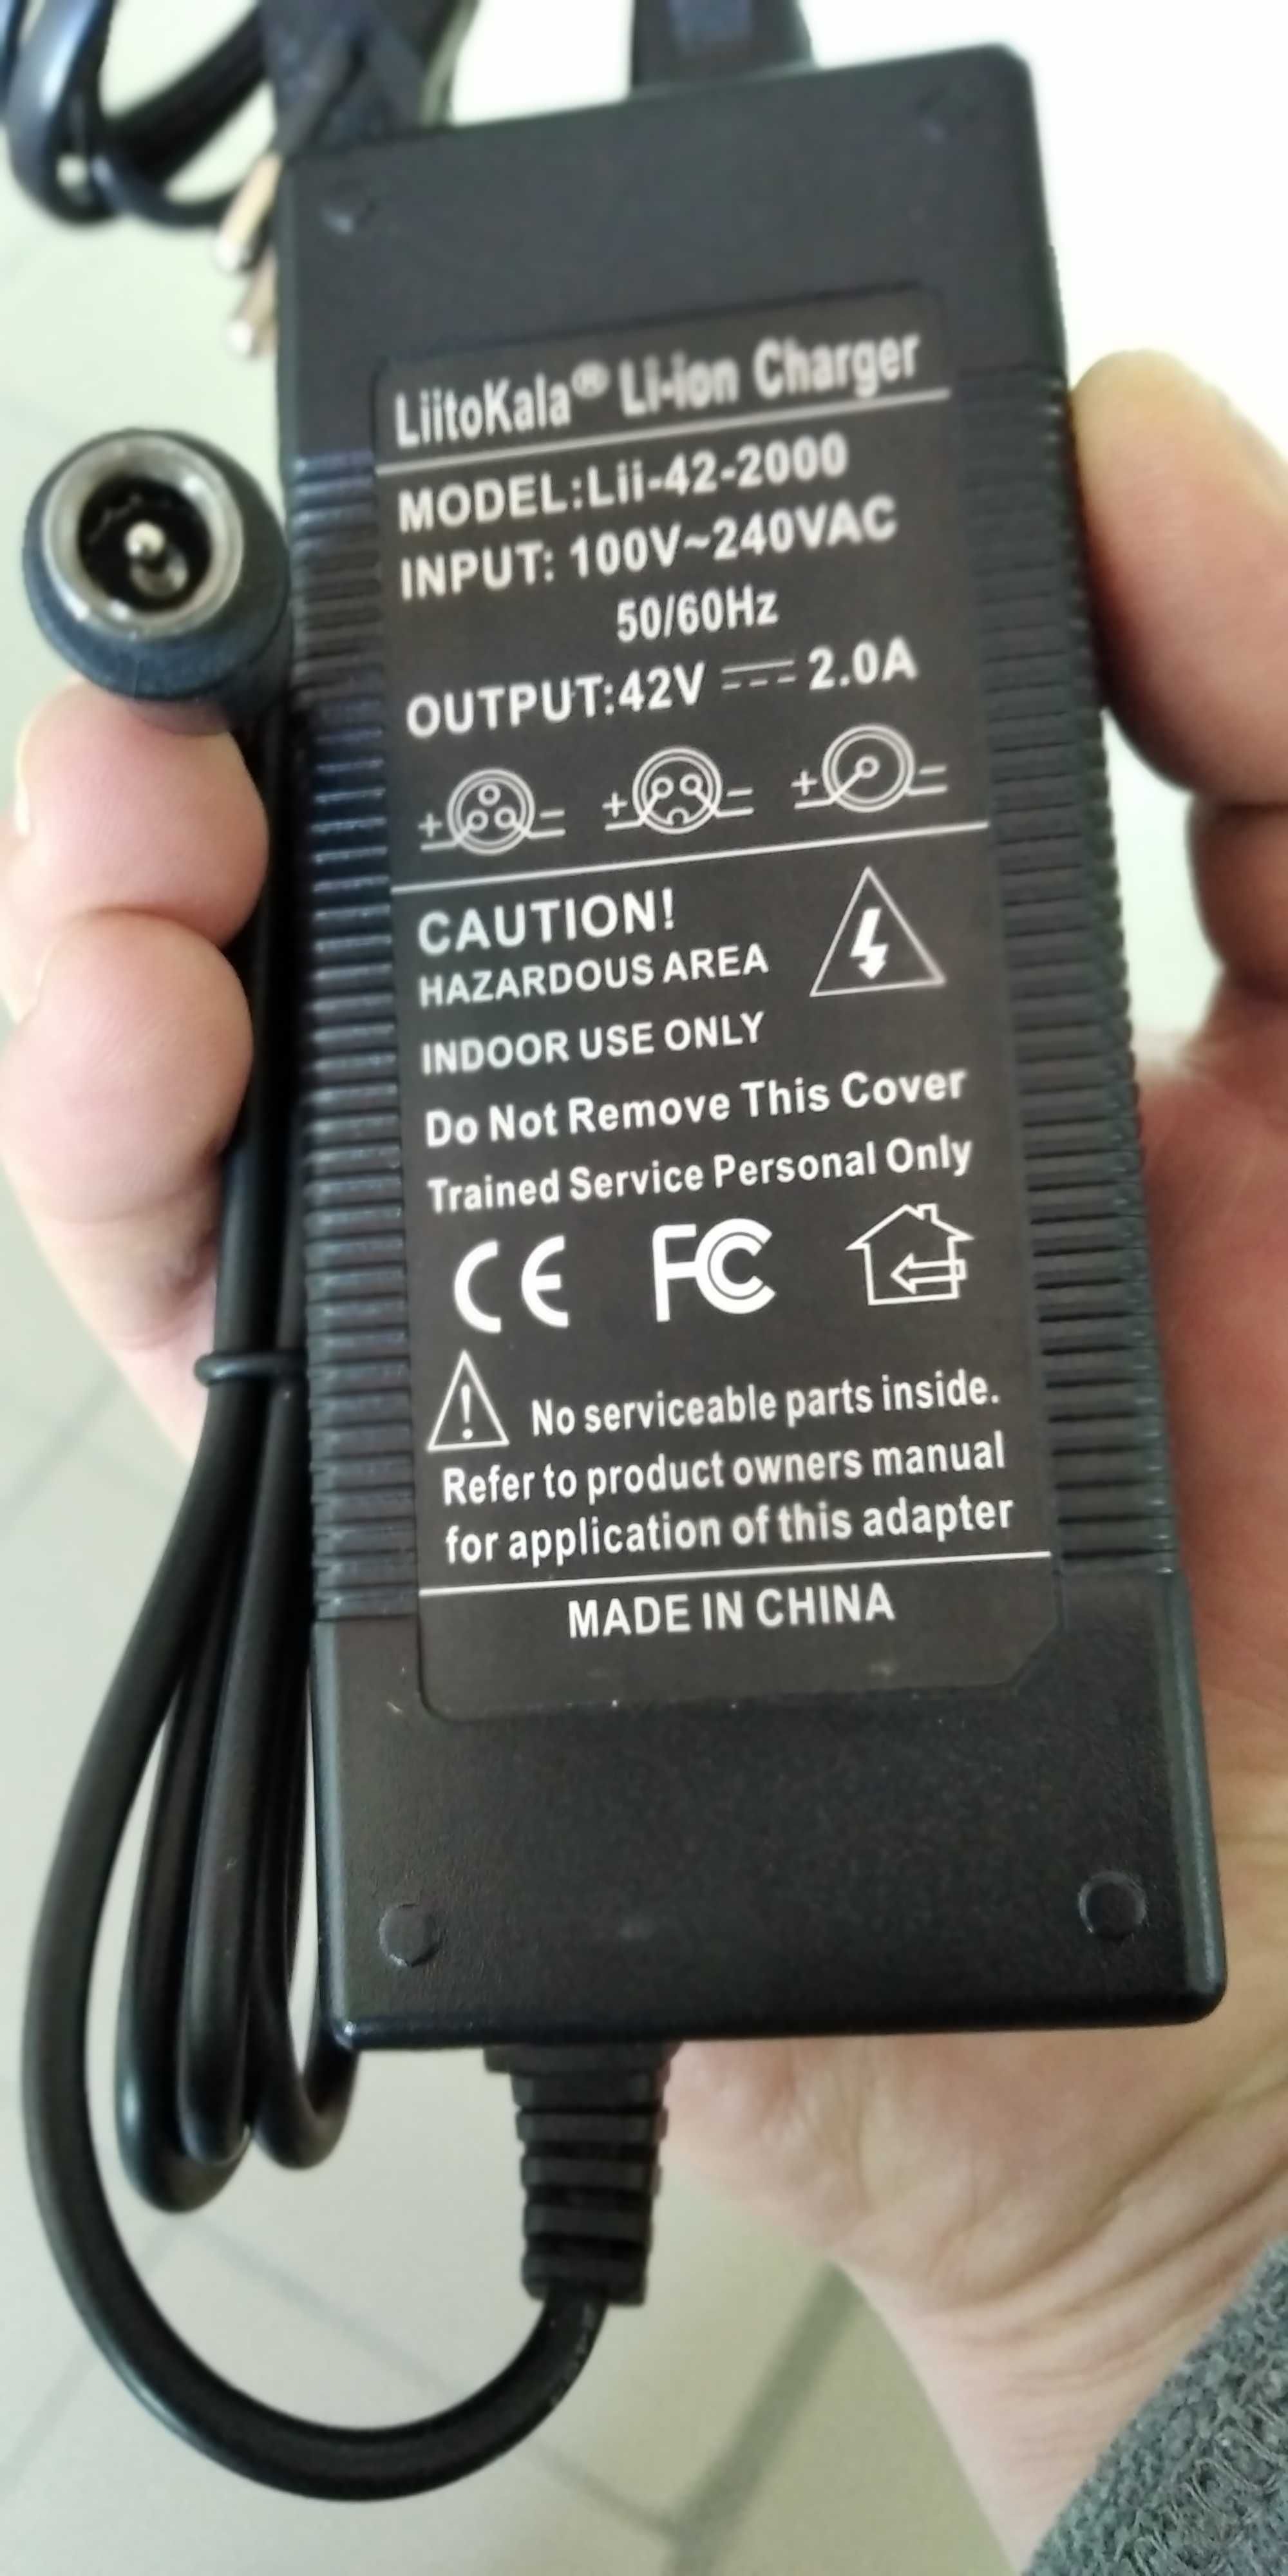 LiitoKala® Li-ion Charger
MODEL:Lii-42-2000
INPUT: 100V~240VAC
50/60Hz
OUTPUT:42V ⎓ 2.0A
+ - + - + -
CAUTION!
HAZARDOUS AREA
INDOOR USE ONLY
Do Not Remove This Cover
Trained Service Personal Only
CE FC
No serviceable parts inside.
Refer to product owners manual
for application of this adapter
MADE IN CHINA